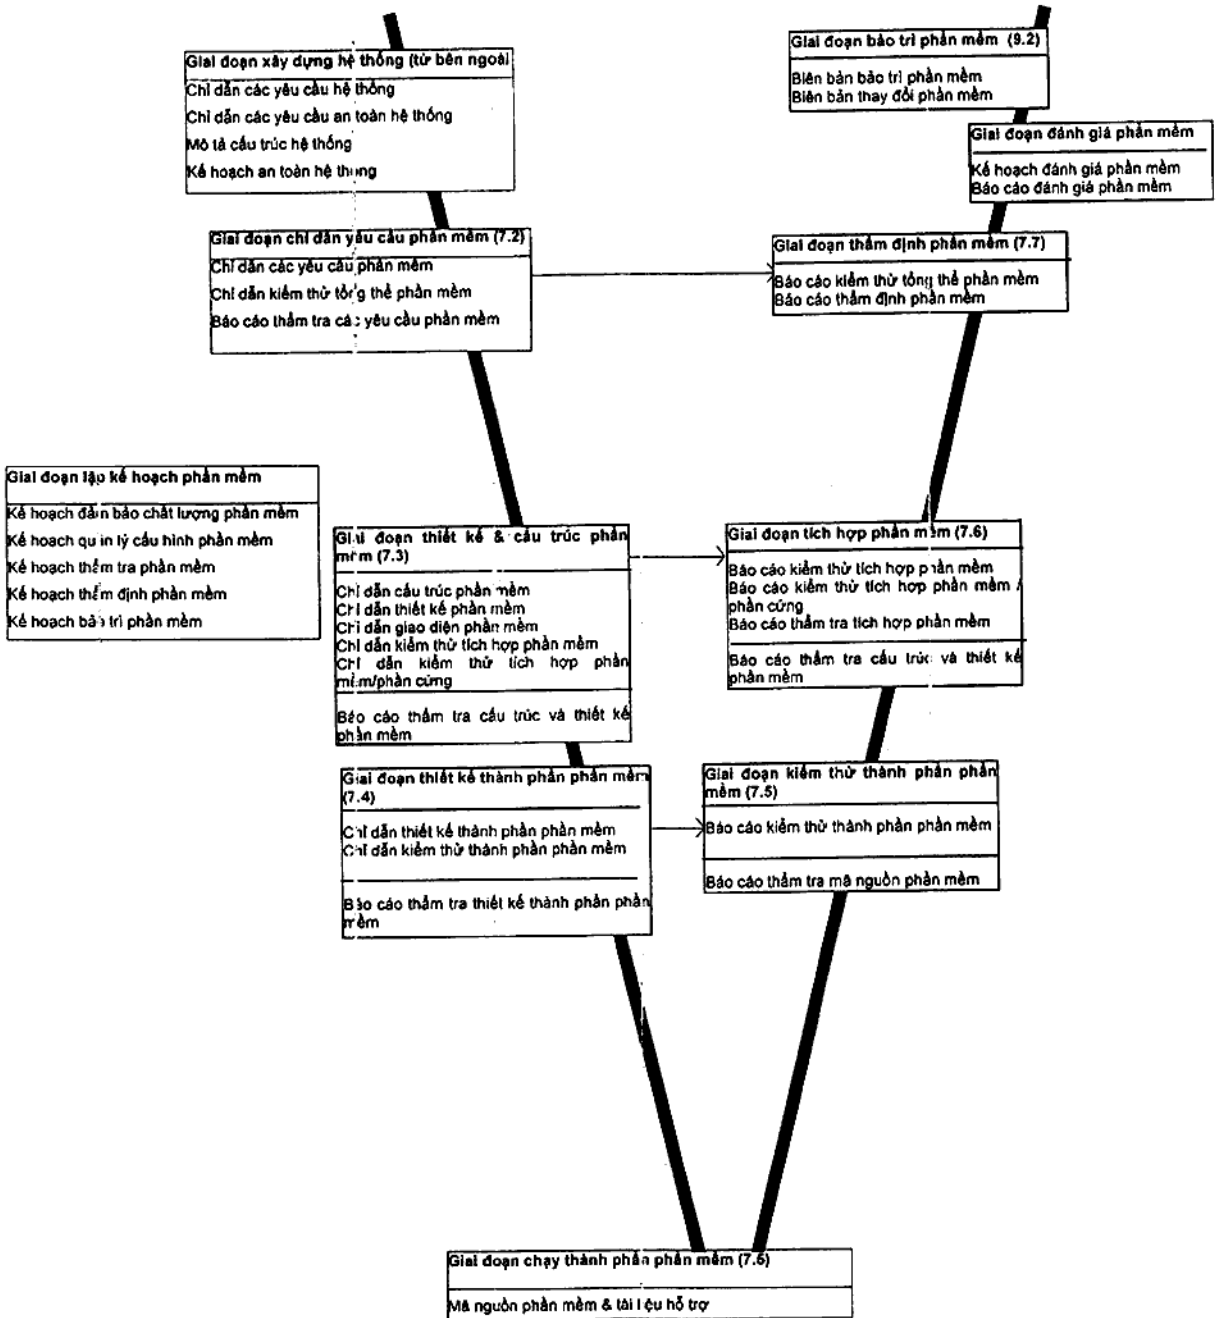 Giai đoạn xây dựng hệ thống (từ bên ngoài
Chỉ dẫn các yêu cầu hệ thống
Chỉ dẫn các yêu cầu an toàn hệ thống
Mô tả cấu trúc hệ thống
Kế hoạch an toàn hệ thống
Giai đoạn bảo trì phần mềm (9.2)
Biên bản bảo trì phần mềm
Biên bản thay đổi phần mềm
Giai đoạn đánh giá phần mềm
Kế hoạch đánh giá phần mềm
Báo cáo đánh giá phần mềm
Giai đoạn chỉ dẫn yêu cầu phần mềm (7.2)
Chỉ dẫn các yêu cầu phần mềm
Chỉ dẫn kiểm thử tổng thể phần mềm
Báo cáo thẩm tra các yêu cầu phần mềm
Giai đoạn thẩm định phần mềm (7.7)
Báo cáo kiểm thử tổng thể phần mềm
Báo cáo thẩm định phần mềm
Giai đoạn lập kế hoạch phần mềm
Kế hoạch đảm bảo chất lượng phần mềm
Kế hoạch quản lý cấu hình phần mềm
Kế hoạch thẩm tra phần mềm
Kế hoạch thẩm định phần mềm
Kế hoạch bảo trì phần mềm
Giai đoạn thiết kế & cấu trúc phần
mềm (7.3)
Chỉ dẫn cấu trúc phần mềm
Chỉ dẫn thiết kế phần mềm
Chỉ dẫn giao diện phần mềm
Chỉ dẫn kiểm thử tích hợp phần mềm
Chỉ dẫn kiểm thử tích hợp phần
mềm/phần cứng
Báo cáo thẩm tra cấu trúc và thiết kế
phần mềm
Giai đoạn tích hợp phần mềm (7.6)
Báo cáo kiểm thử tích hợp phần mềm
Báo cáo kiểm thử tích hợp phần mềm /
phần cứng
Báo cáo thẩm tra tích hợp phần mềm
Báo cáo thẩm tra cấu trúc và thiết kế
phần mềm
Giai đoạn thiết kế thành phần phần mềm
(7.4)
Chỉ dẫn thiết kế thành phần phần mềm
Chỉ dẫn kiểm thử thành phần phần mềm
Báo cáo thẩm tra thiết kế thành phần phần
mềm
Giai đoạn kiểm thử thành phần phần
mềm (7.5)
Báo cáo kiểm thử thành phần phần mềm
Báo cáo thẩm tra mã nguồn phần mềm
Giai đoạn chạy thành phần phần mềm (7.5)
Mã nguồn phần mềm & tài liệu hỗ trợ